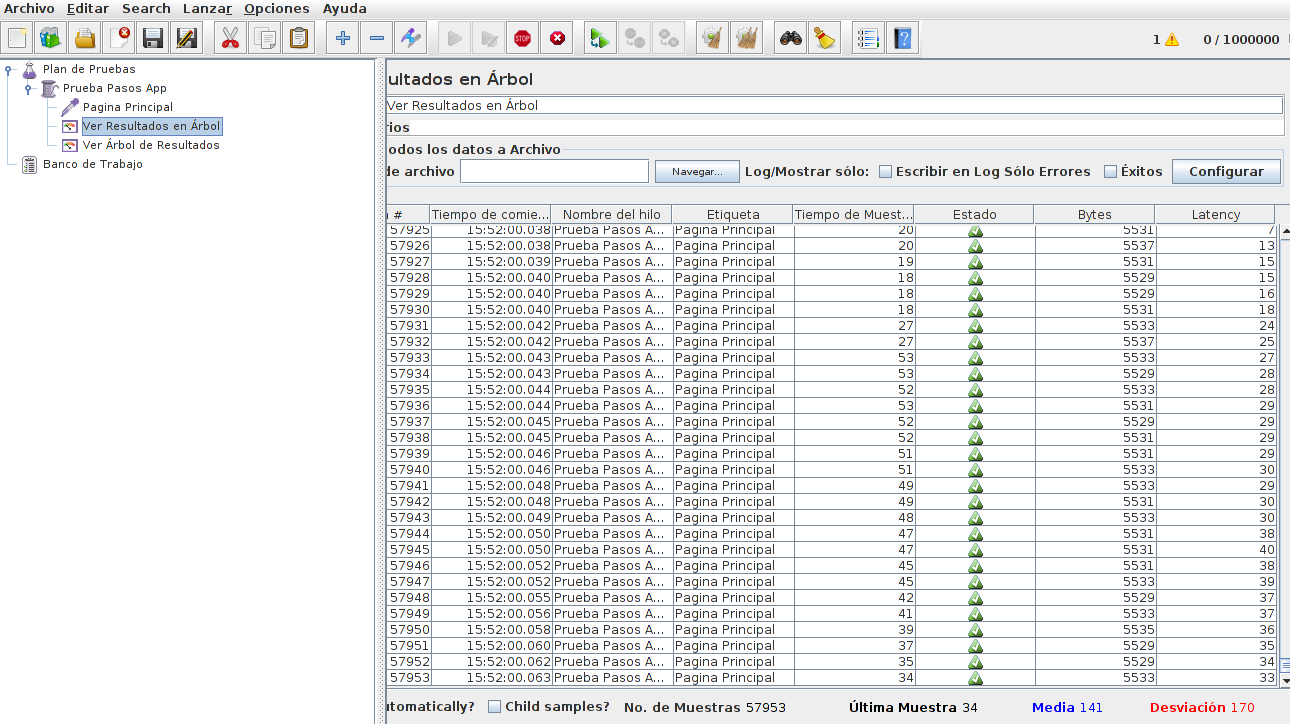 Archivo Editar Search Lanzar Opciones Ayuda
1 0 / 1000000
Plan de Pruebas
Prueba Pasos App
Pagina Principal
Ver Resultados en Árbol
Ver Árbol de Resultados
Banco de Trabajo
ultados en Árbol
Ver Resultados en Árbol
rios
odos los datos a Archivo
de archivo Navegar... Log/Mostrar sólo: Escribir en Log Sólo Errores Éxitos Configurar
# Tiempo de comie... Nombre del hilo Etiqueta Tiempo de Muest... Estado Bytes Latency
57925 15:52:00.038 Prueba Pasos A... Pagina Principal 20 5531 7
57926 15:52:00.038 Prueba Pasos A... Pagina Principal 20 5537 13
57927 15:52:00.039 Prueba Pasos A... Pagina Principal 19 5531 15
57928 15:52:00.040 Prueba Pasos A... Pagina Principal 18 5529 15
57929 15:52:00.040 Prueba Pasos A... Pagina Principal 18 5529 16
57930 15:52:00.040 Prueba Pasos A... Pagina Principal 18 5531 18
57931 15:52:00.042 Prueba Pasos A... Pagina Principal 27 5533 24
57932 15:52:00.042 Prueba Pasos A... Pagina Principal 27 5537 25
57933 15:52:00.043 Prueba Pasos A... Pagina Principal 53 5533 27
57934 15:52:00.043 Prueba Pasos A... Pagina Principal 53 5529 28
57935 15:52:00.044 Prueba Pasos A... Pagina Principal 52 5533 28
57936 15:52:00.044 Prueba Pasos A... Pagina Principal 53 5531 29
57937 15:52:00.045 Prueba Pasos A... Pagina Principal 52 5529 29
57938 15:52:00.045 Prueba Pasos A... Pagina Principal 52 5531 29
57939 15:52:00.046 Prueba Pasos A... Pagina Principal 51 5531 29
57940 15:52:00.046 Prueba Pasos A... Pagina Principal 51 5533 30
57941 15:52:00.048 Prueba Pasos A... Pagina Principal 49 5533 29
57942 15:52:00.048 Prueba Pasos A... Pagina Principal 49 5531 30
57943 15:52:00.049 Prueba Pasos A... Pagina Principal 48 5533 30
57944 15:52:00.050 Prueba Pasos A... Pagina Principal 47 5531 38
57945 15:52:00.050 Prueba Pasos A... Pagina Principal 47 5531 40
57946 15:52:00.052 Prueba Pasos A... Pagina Principal 45 5531 38
57947 15:52:00.052 Prueba Pasos A... Pagina Principal 45 5533 39
57948 15:52:00.055 Prueba Pasos A... Pagina Principal 42 5529 37
57949 15:52:00.056 Prueba Pasos A... Pagina Principal 41 5533 37
57950 15:52:00.058 Prueba Pasos A... Pagina Principal 39 5535 36
57951 15:52:00.060 Prueba Pasos A... Pagina Principal 37 5529 35
57952 15:52:00.062 Prueba Pasos A... Pagina Principal 35 5529 34
57953 15:52:00.063 Prueba Pasos A... Pagina Principal 34 5533 33
utomatically? Child samples? No. de Muestras 57953 Última Muestra 34 Media 141 Desviación 170